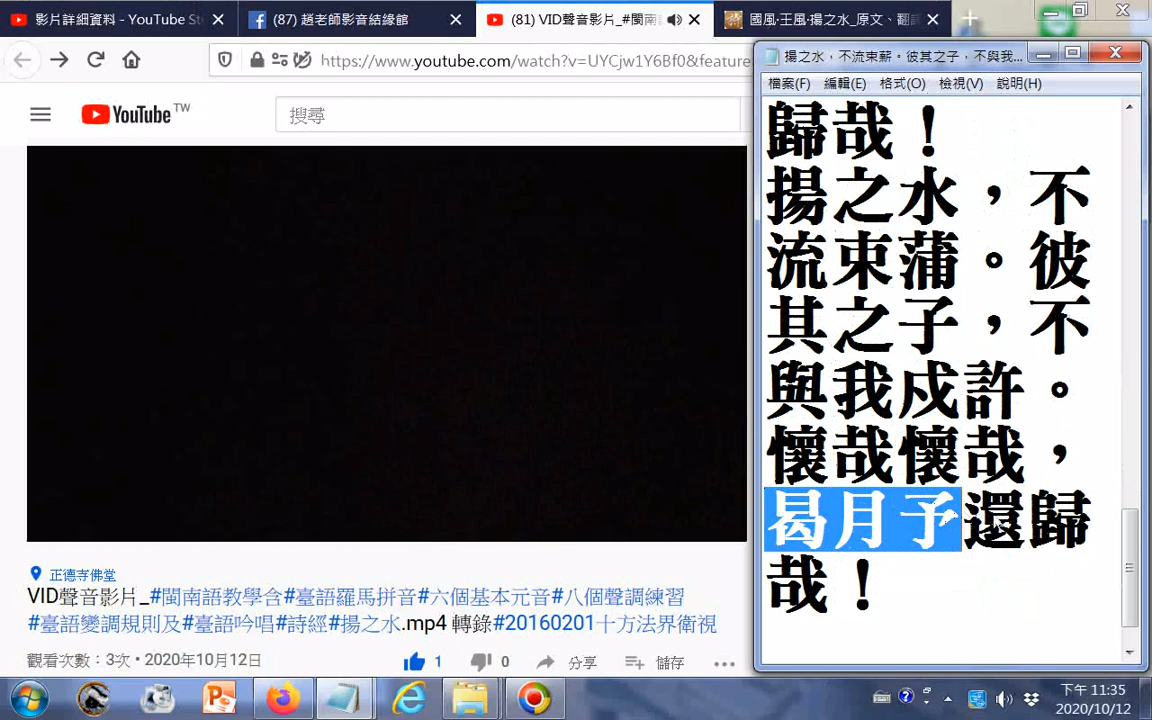 影片詳細資料 - YouTube St
(87) 趙老師影音結緣館
(81) VID聲音影片_#閩南語
國風·王風·揚之水_原文、翻譯
https://www.youtube.com/watch?v=UYCjw1Y6Bf0&feature
YouTube TW
搜尋
揚之水，不流束薪。彼其之子，不與我...
檔案(F) 編輯(E) 格式(O) 檢視(V) 說明(H)
歸哉！
揚之水，不
流束蒲。彼
其之子，不
與我戍許。
懷哉懷哉，
曷月予還歸
哉！
正德寺佛堂
VID聲音影片_#閩南語教學含#臺語羅馬拼音#六個基本元音#八個聲調練習
#臺語變調規則及#臺語吟唱#詩經#揚之水.mp4 轉錄#20160201十方法界衛視
觀看次數：3次 • 2020年10月12日
1
0
分享
儲存
下午 11:35
2020/10/12